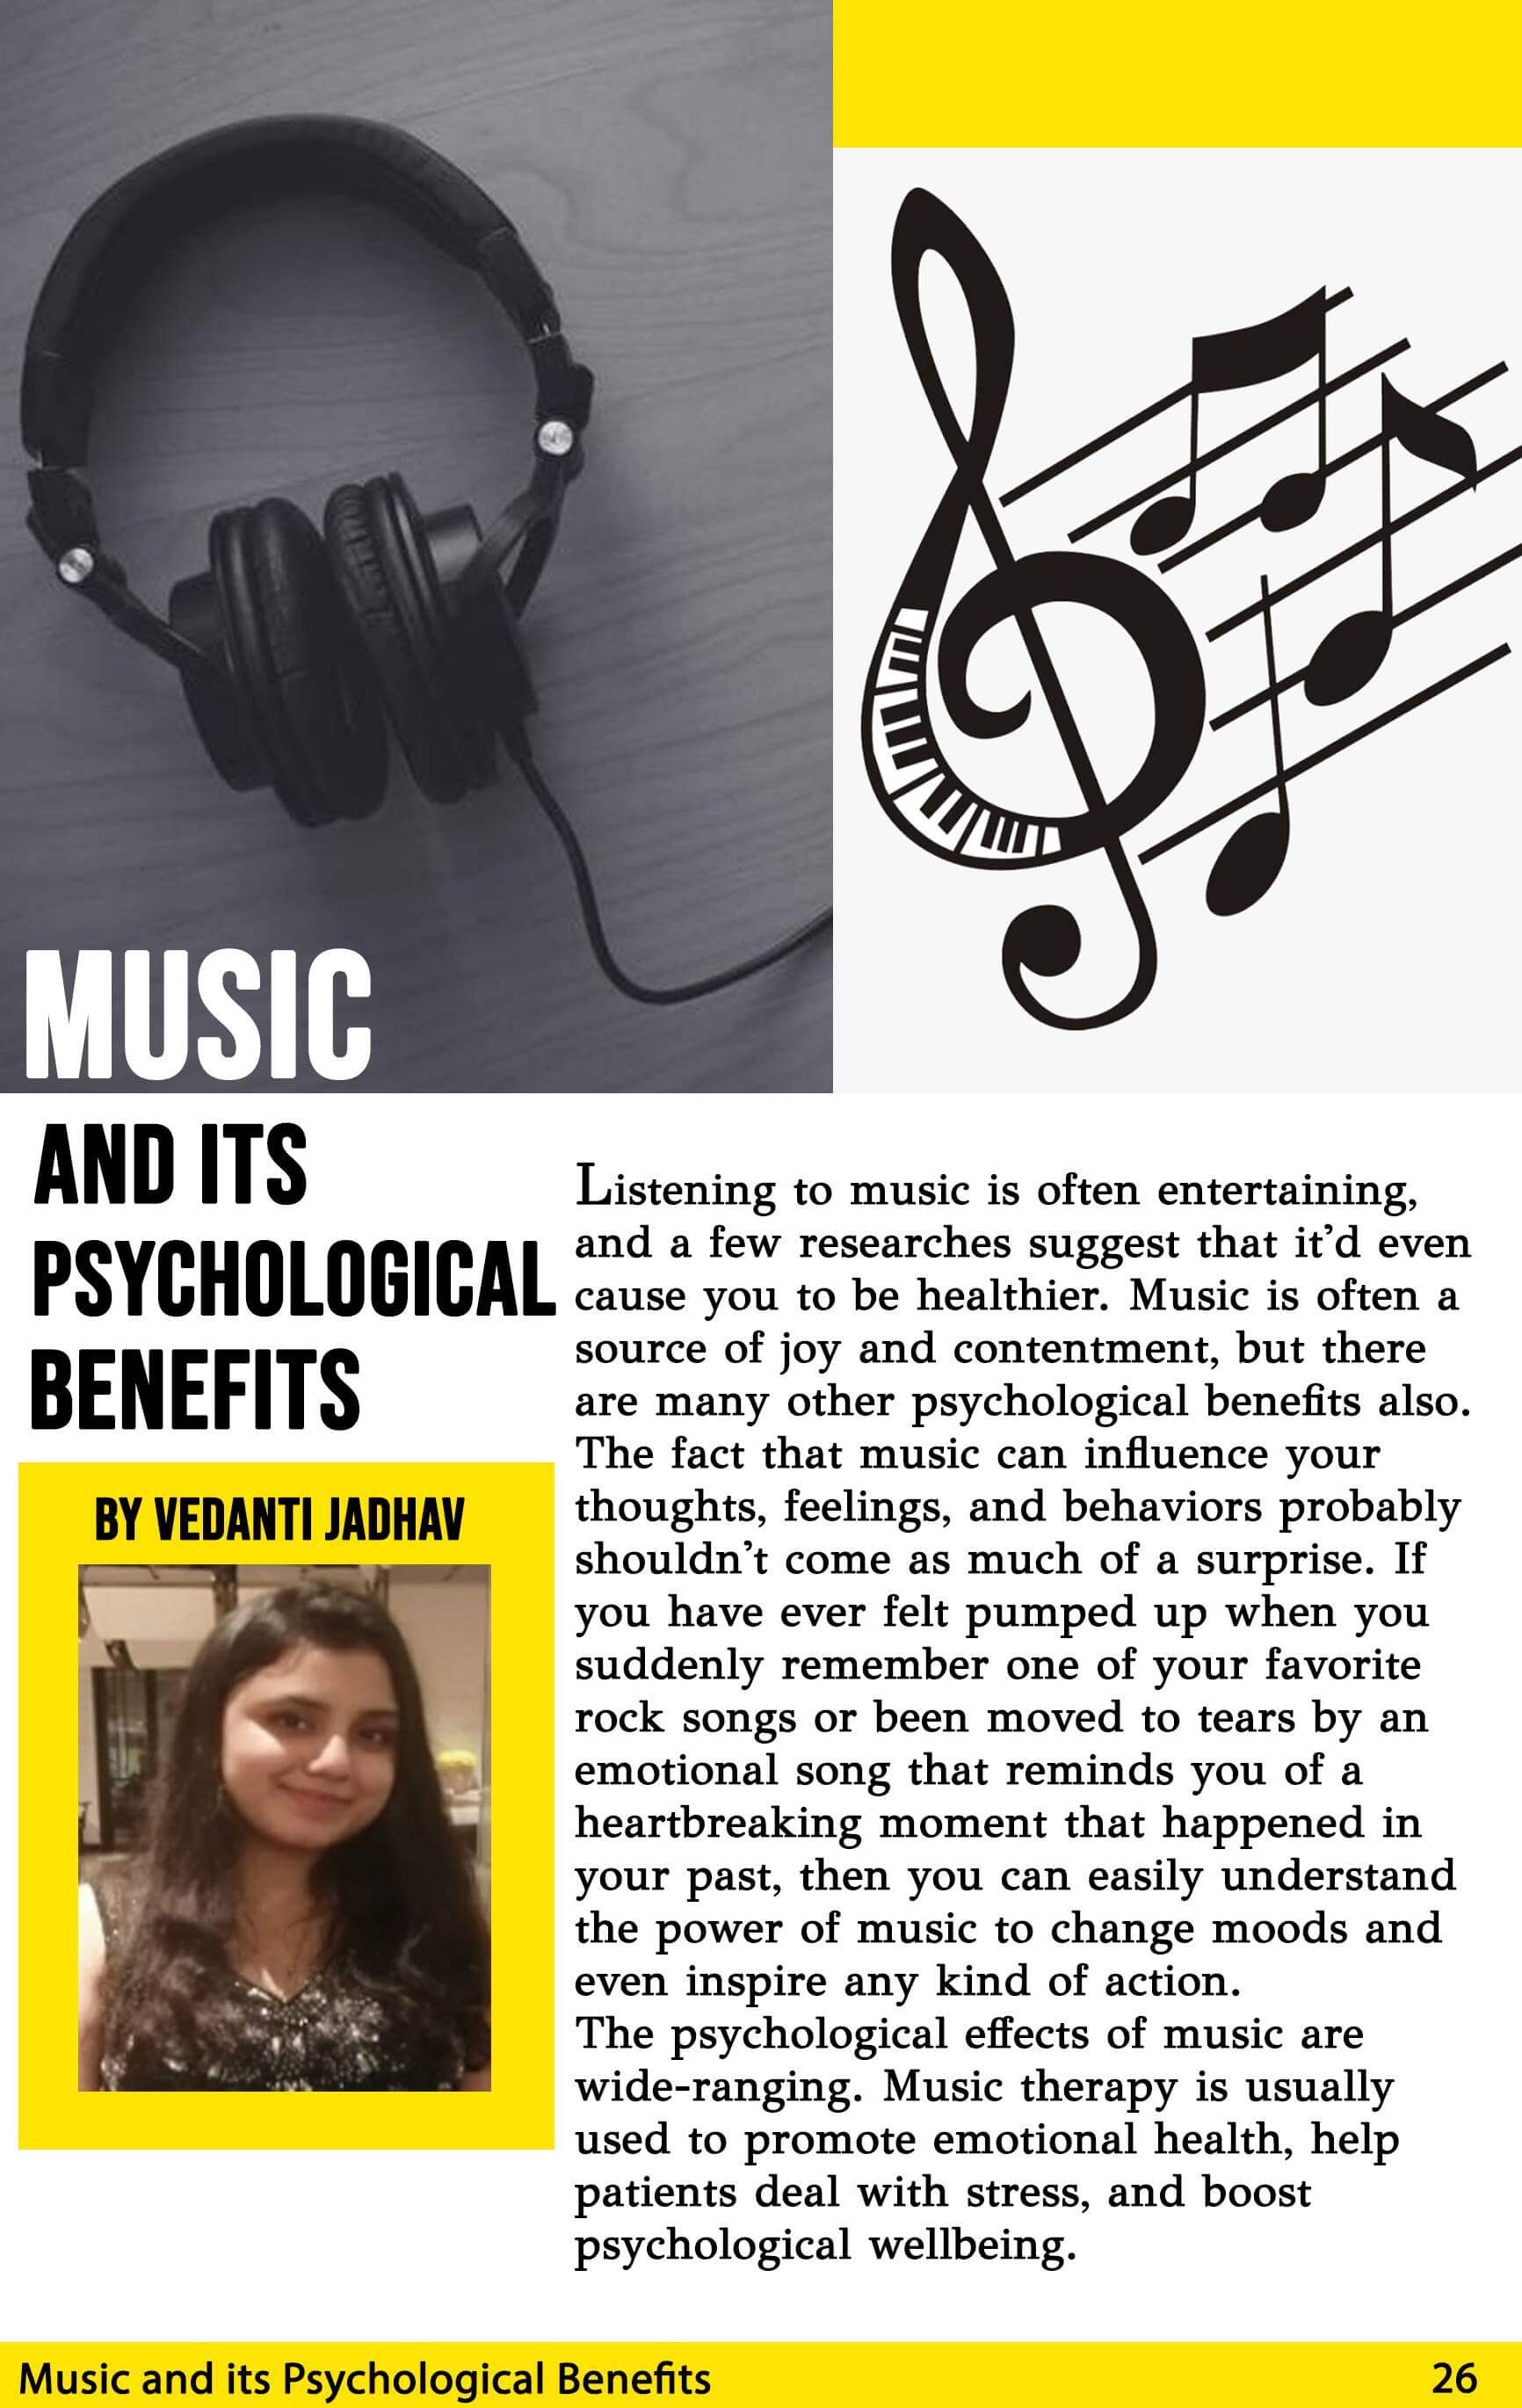 MUSIC
AND ITS
PSYCHOLOGICAL
BENEFITS
BY VEDANTI JADHAV
Listening to music is often entertaining,
and a few researches suggest that it’d even
cause you to be healthier. Music is often a
source of joy and contentment, but there
are many other psychological benefits also.
The fact that music can influence your
thoughts, feelings, and behaviors probably
shouldn’t come as much of a surprise. If
you have ever felt pumped up when you
suddenly remember one of your favorite
rock songs or been moved to tears by an
emotional song that reminds you of a
heartbreaking moment that happened in
your past, then you can easily understand
the power of music to change moods and
even inspire any kind of action.
The psychological effects of music are
wide-ranging. Music therapy is usually
used to promote emotional health, help
patients deal with stress, and boost
psychological wellbeing.
Music and its Psychological Benefits
26